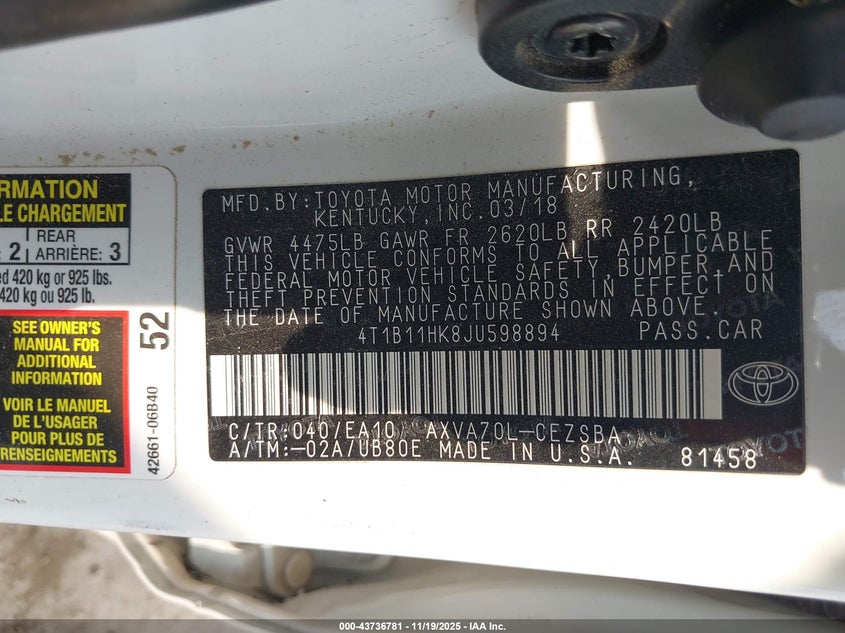 RMATION
LE CHARGEMENT
2 | REAR
ARRIÈRE: 3
ed 420 kg or 925 lbs.
420 kg ou 925 lb.
SEE OWNER'S
MANUAL FOR
ADDITIONAL
INFORMATION
VOIR LE MANUEL
DE L'USAGER
POUR PLUS DE
RENSEIGNEMENTS
52
42661-06B40
MFD.BY:TOYOTA MOTOR MANUFACTURING,
KENTUCKY,INC.03/18
GVWR 4475LB GAWR FR 2620LB RR 2420LB
THIS VEHICLE CONFORMS TO ALL APPLICABLE
FEDERAL MOTOR VEHICLE SAFETY,BUMPER,AND
THEFT PREVENTION STANDARDS IN EFFECT ON
THE DATE OF MANUFACTURE SHOWN ABOVE.
4T1B11HK8JU598894 PASS.CAR
C/TR:040/EA10 AXVA70L-CEZSBA
A/TM:-02A/UB80E MADE IN U.S.A. 81458
000-43736781 | 11/19/2025 - IAA Inc.